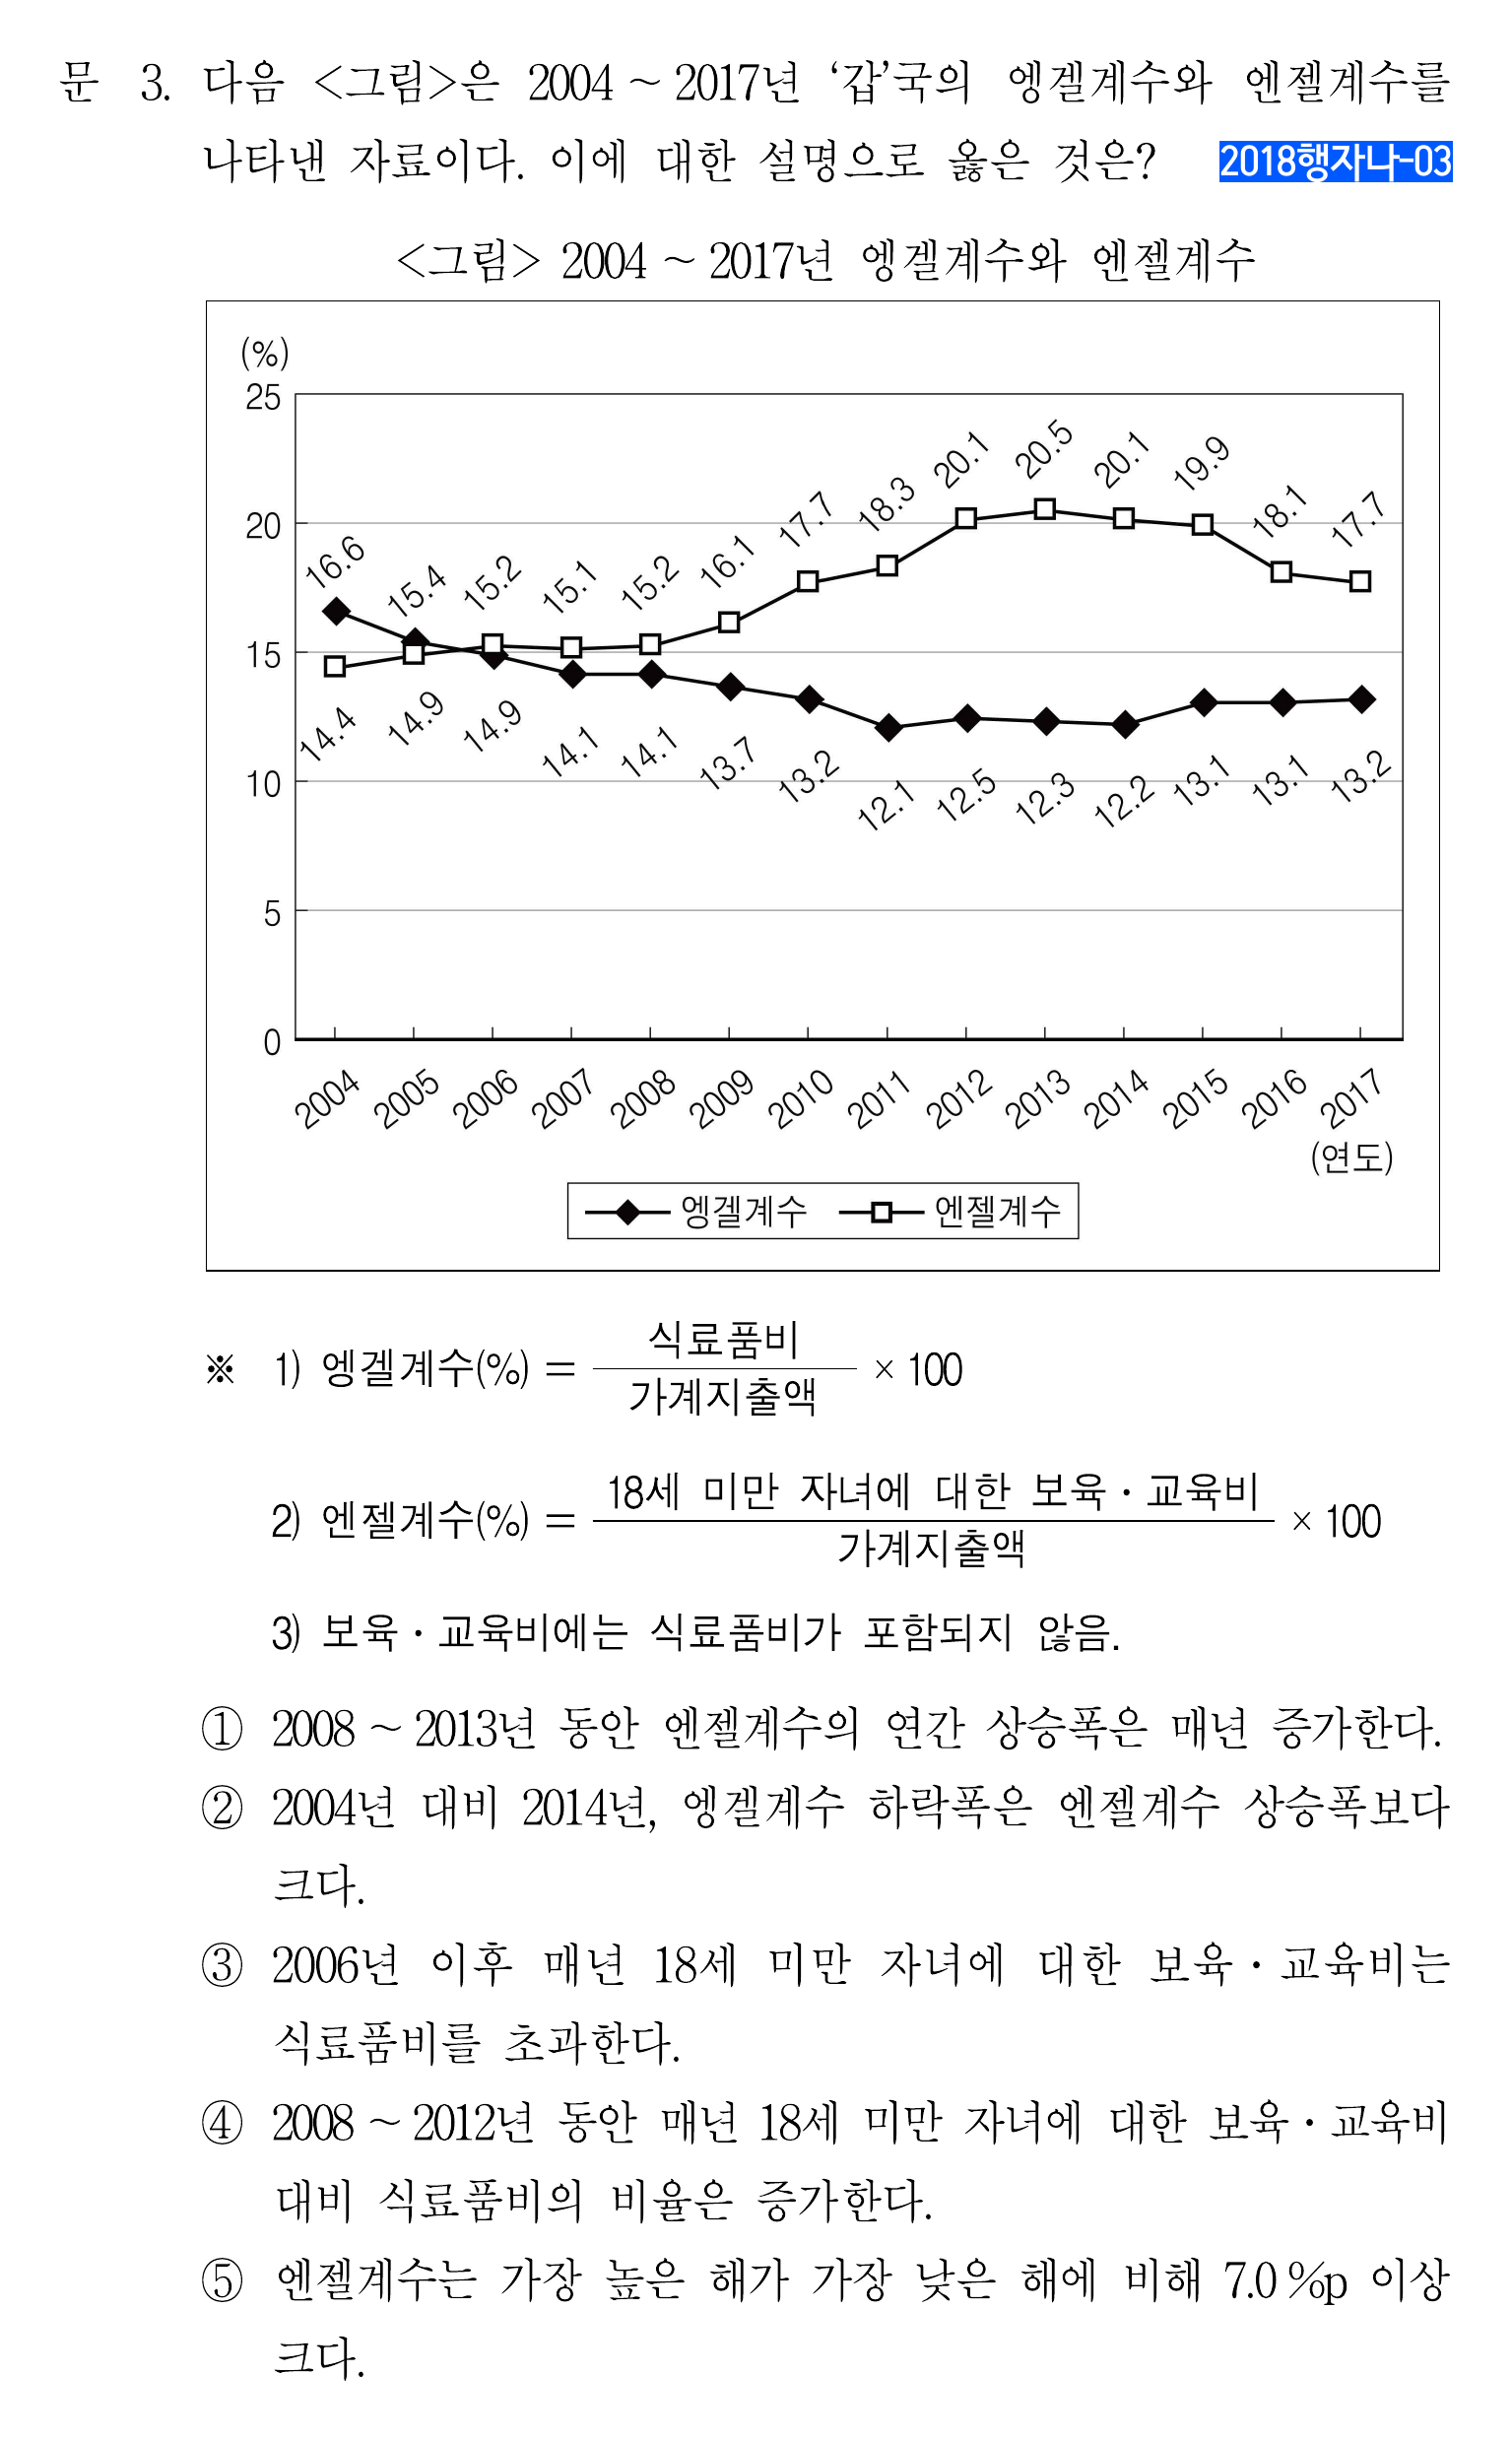 문 3. 다음 <그림>은 2004 ~ 2017년 ‘갑’국의 엥겔계수와 엔젤계수를
나타낸 자료이다. 이에 대한 설명으로 옳은 것은? 2018행자나-03
<그림> 2004 ~ 2017년 엥겔계수와 엔젤계수
(%)
25
20
15
10
5
0
16.6 15.4 15.2 15.1 15.2 16.1 17.7 18.3 20.1 20.5 20.1 19.9 18.1 17.7
14.4 14.9 14.9 14.1 14.1 13.7 13.2 12.1 12.5 12.3 12.2 13.1 13.1 13.2
2004 2005 2006 2007 2008 2009 2010 2011 2012 2013 2014 2015 2016 2017
(연도)
엥겔계수 엔젤계수
식료품비
※ 1) 엥겔계수(%) = × 100
가계지출액
18세 미만 자녀에 대한 보육·교육비
2) 엔젤계수(%) = × 100
가계지출액
3) 보육·교육비에는 식료품비가 포함되지 않음.
① 2008 ~ 2013년 동안 엔젤계수의 연간 상승폭은 매년 증가한다.
② 2004년 대비 2014년, 엥겔계수 하락폭은 엔젤계수 상승폭보다
크다.
③ 2006년 이후 매년 18세 미만 자녀에 대한 보육·교육비는
식료품비를 초과한다.
④ 2008 ~ 2012년 동안 매년 18세 미만 자녀에 대한 보육·교육비
대비 식료품비의 비율은 증가한다.
⑤ 엔젤계수는 가장 높은 해가 가장 낮은 해에 비해 7.0 %p 이상
크다.